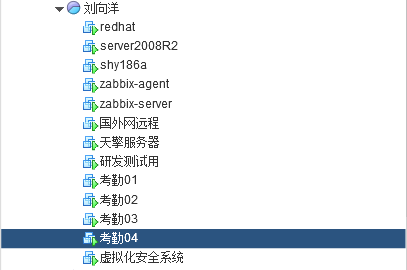 刘向洋
redhat
server2008R2
shy186a
zabbix-agent
zabbix-server
国外网远程
天擎服务器
研发测试用
考勤01
考勤02
考勤03
考勤04
虚拟化安全系统